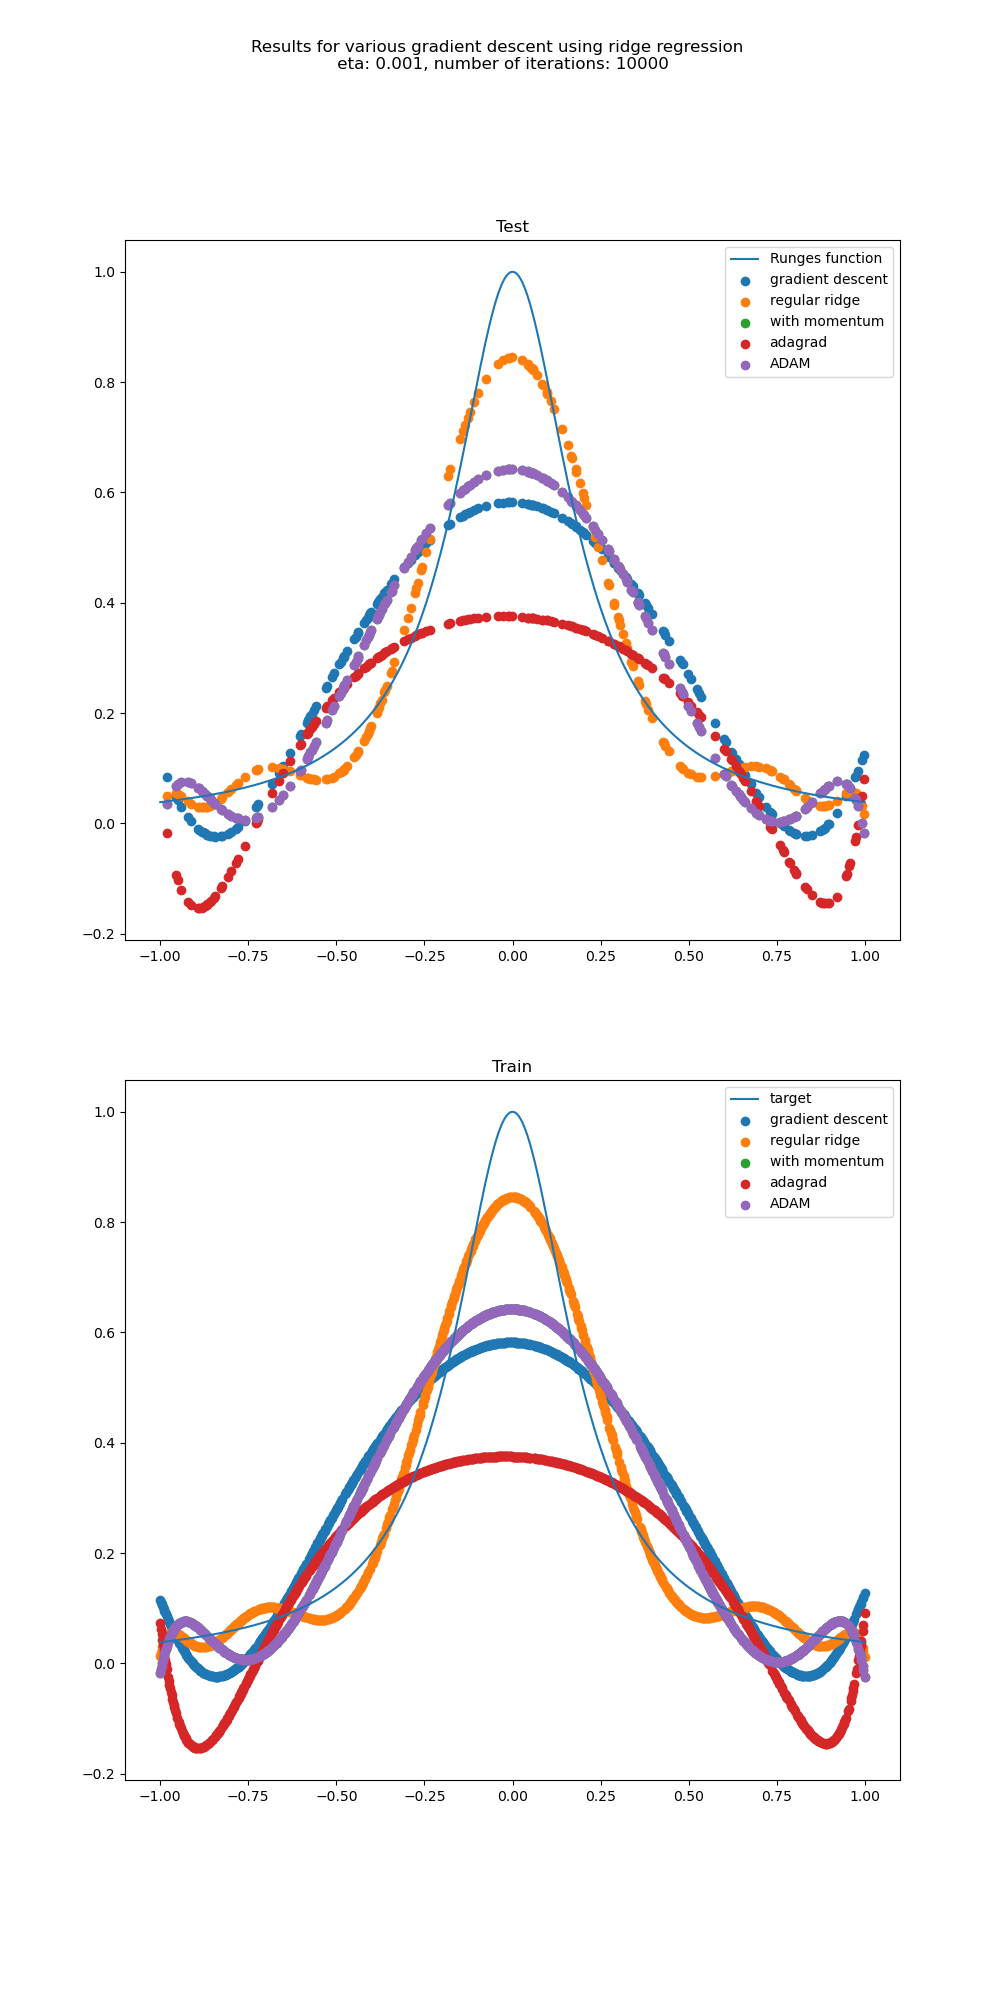 Results for various gradient descent using ridge regression
eta: 0.001, number of iterations: 10000
Test
Runges function
gradient descent
regular ridge
with momentum
adagrad
ADAM
1.0
0.8
0.6
0.4
0.2
0.0
−0.2
−1.00 −0.75 −0.50 −0.25 0.00 0.25 0.50 0.75 1.00
Train
target
gradient descent
regular ridge
with momentum
adagrad
ADAM
1.0
0.8
0.6
0.4
0.2
0.0
−0.2
−1.00 −0.75 −0.50 −0.25 0.00 0.25 0.50 0.75 1.00